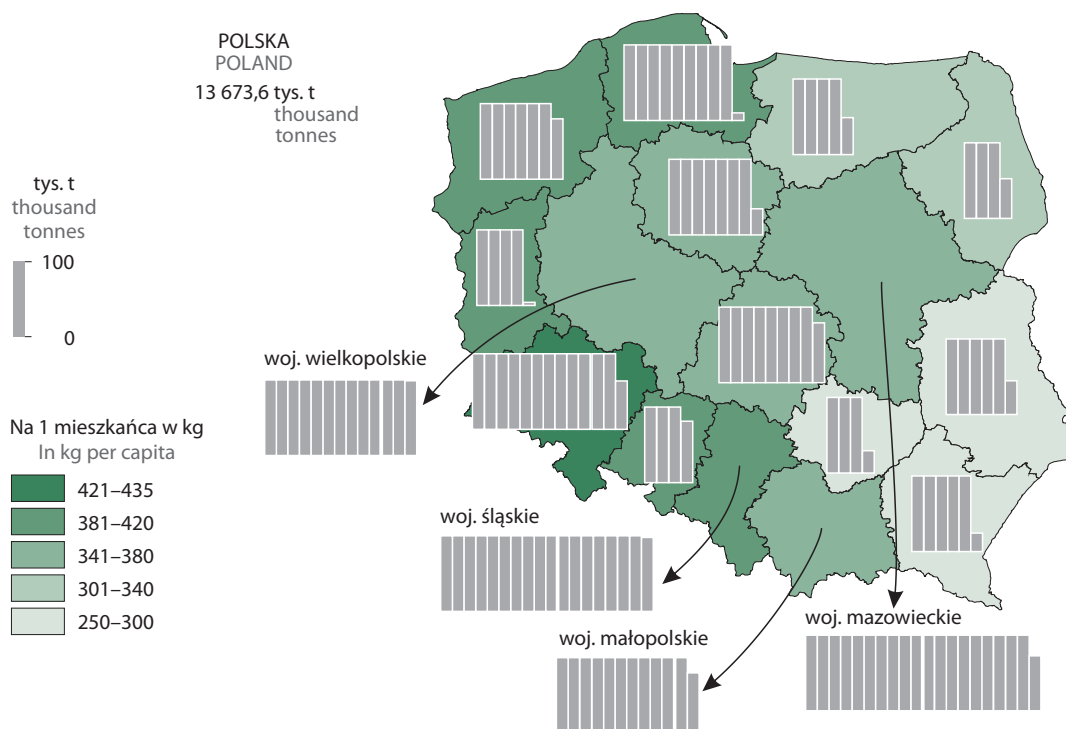 POLSKA
POLAND
13 673,6 tys. t
thousand
tonnes
tys. t
thousand
tonnes
100
0
woj. wielkopolskie
Na 1 mieszkańca w kg
In kg per capita
421–435
381–420
341–380
301–340
250–300
woj. śląskie
woj. małopolskie
woj. mazowieckie